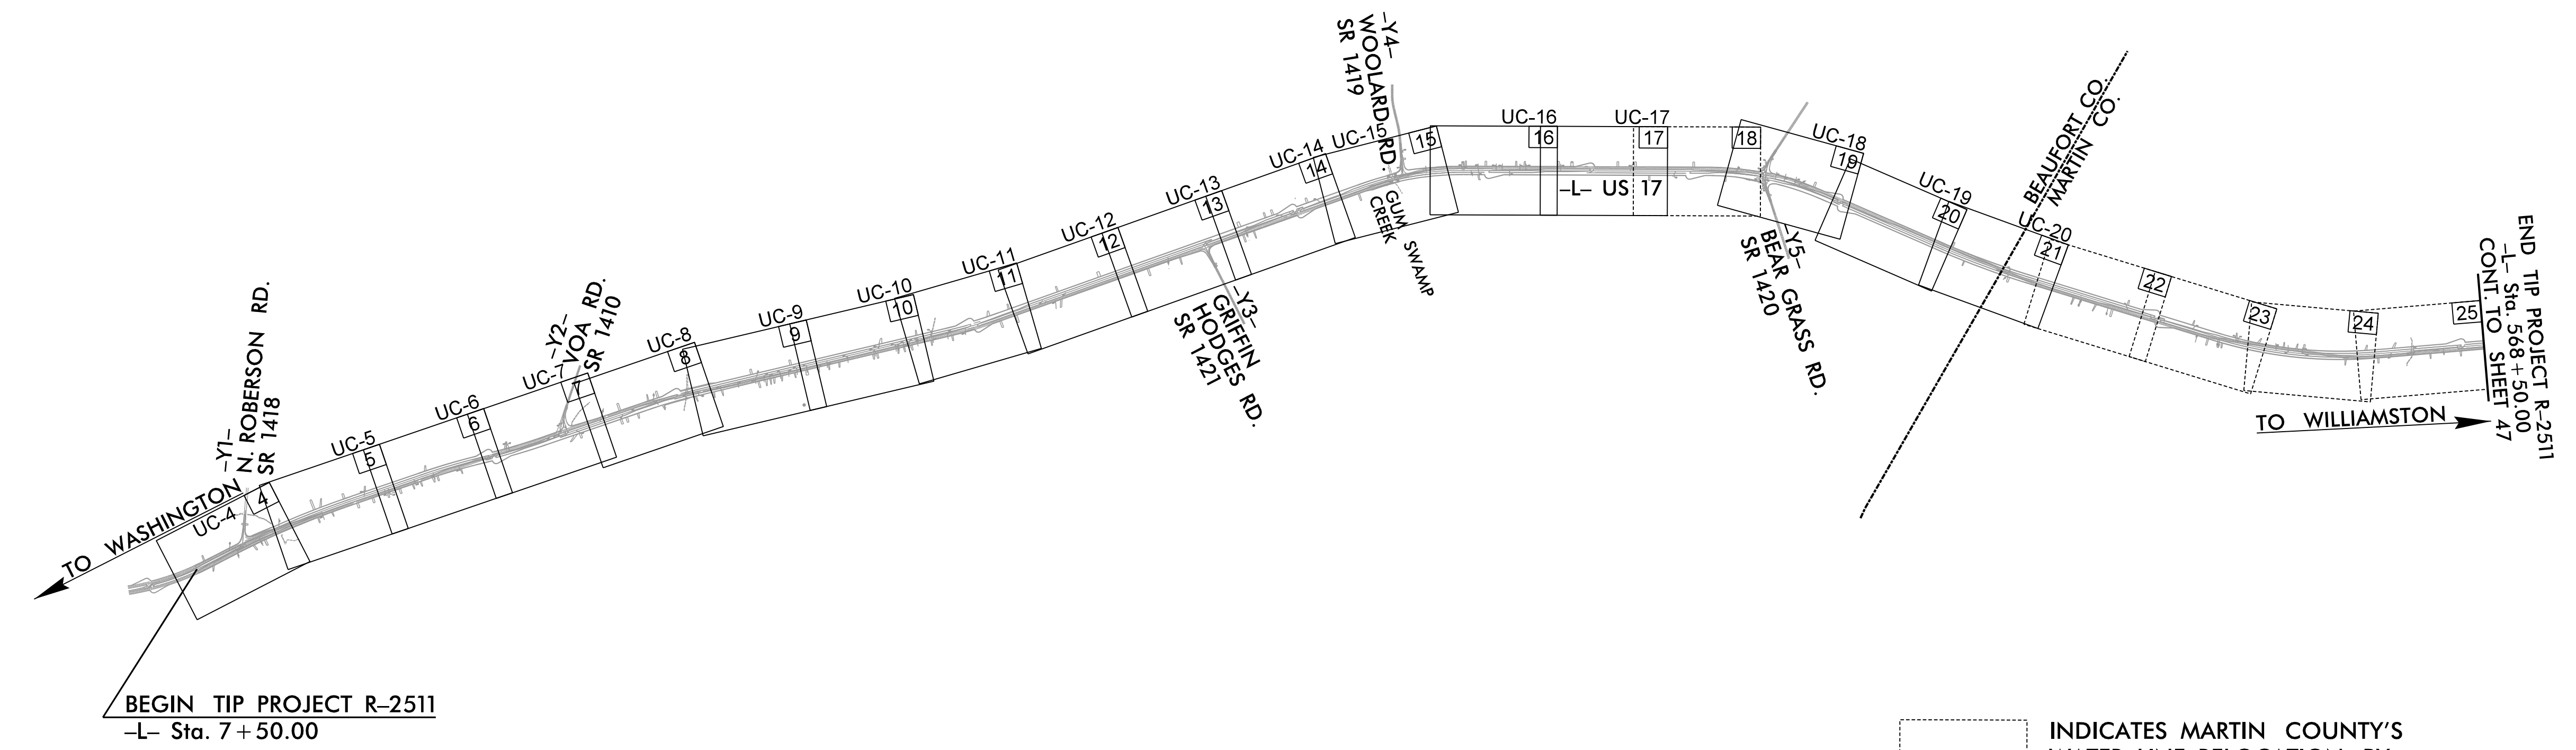 TO WASHINGTON
BEGIN TIP PROJECT R–2511
–L– Sta. 7+50.00
–Y1–
N. ROBERSON RD.
SR 1418
UC-4
4
UC-5
5
UC-6
6
UC-7
7
–Y2–
VOA RD.
SR 1410
UC-8
8
UC-9
9
UC-10
10
UC-11
11
UC-12
12
UC-13
13
–Y3–
GRIFFIN
HODGES RD.
SR 1421
UC-14
14
UC-15
15
–Y4–
WOOLARD RD.
SR 1419
GUM SWAMP
CREEK
UC-16
16
UC-17
17
–L– US 17
18
UC-18
19
–Y5–
BEAR GRASS RD.
SR 1420
UC-19
20
BEAUFORT CO.
MARTIN CO.
UC-20
21
22
23
24
25
END TIP PROJECT R–2511
–L– Sta. 568+50.00
CONT. TO SHEET 47
TO WILLIAMSTON
INDICATES MARTIN COUNTY'S
WATER LINE RELOCATION BY